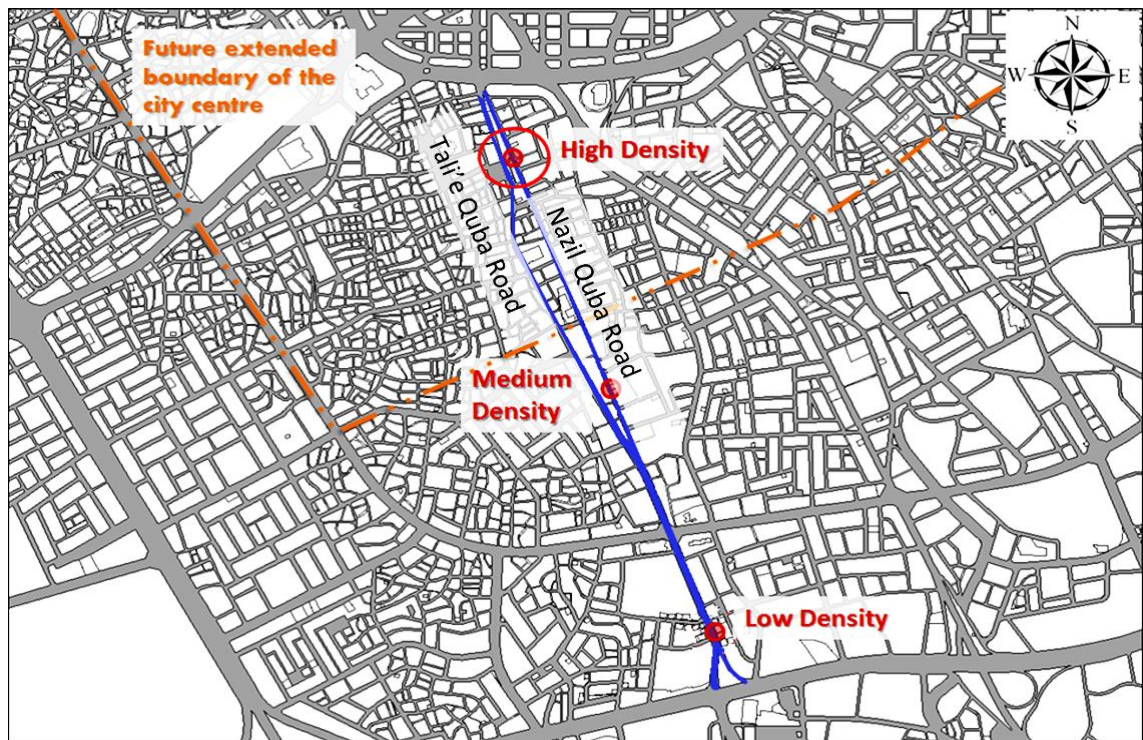 Future extended
boundary of the
city centre
N
W
E
S
High Density
Tali'e Quba Road
Nazil Quba Road
Medium
Density
Low Density